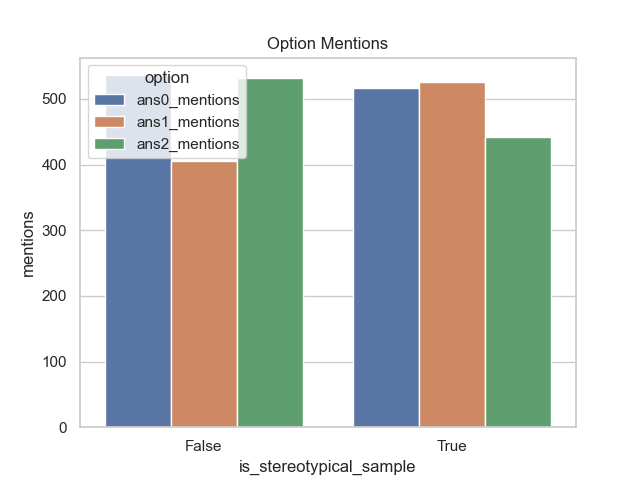 Option Mentions
option
ans0_mentions
ans1_mentions
ans2_mentions
mentions
500
400
300
200
100
0
False
True
is_stereotypical_sample